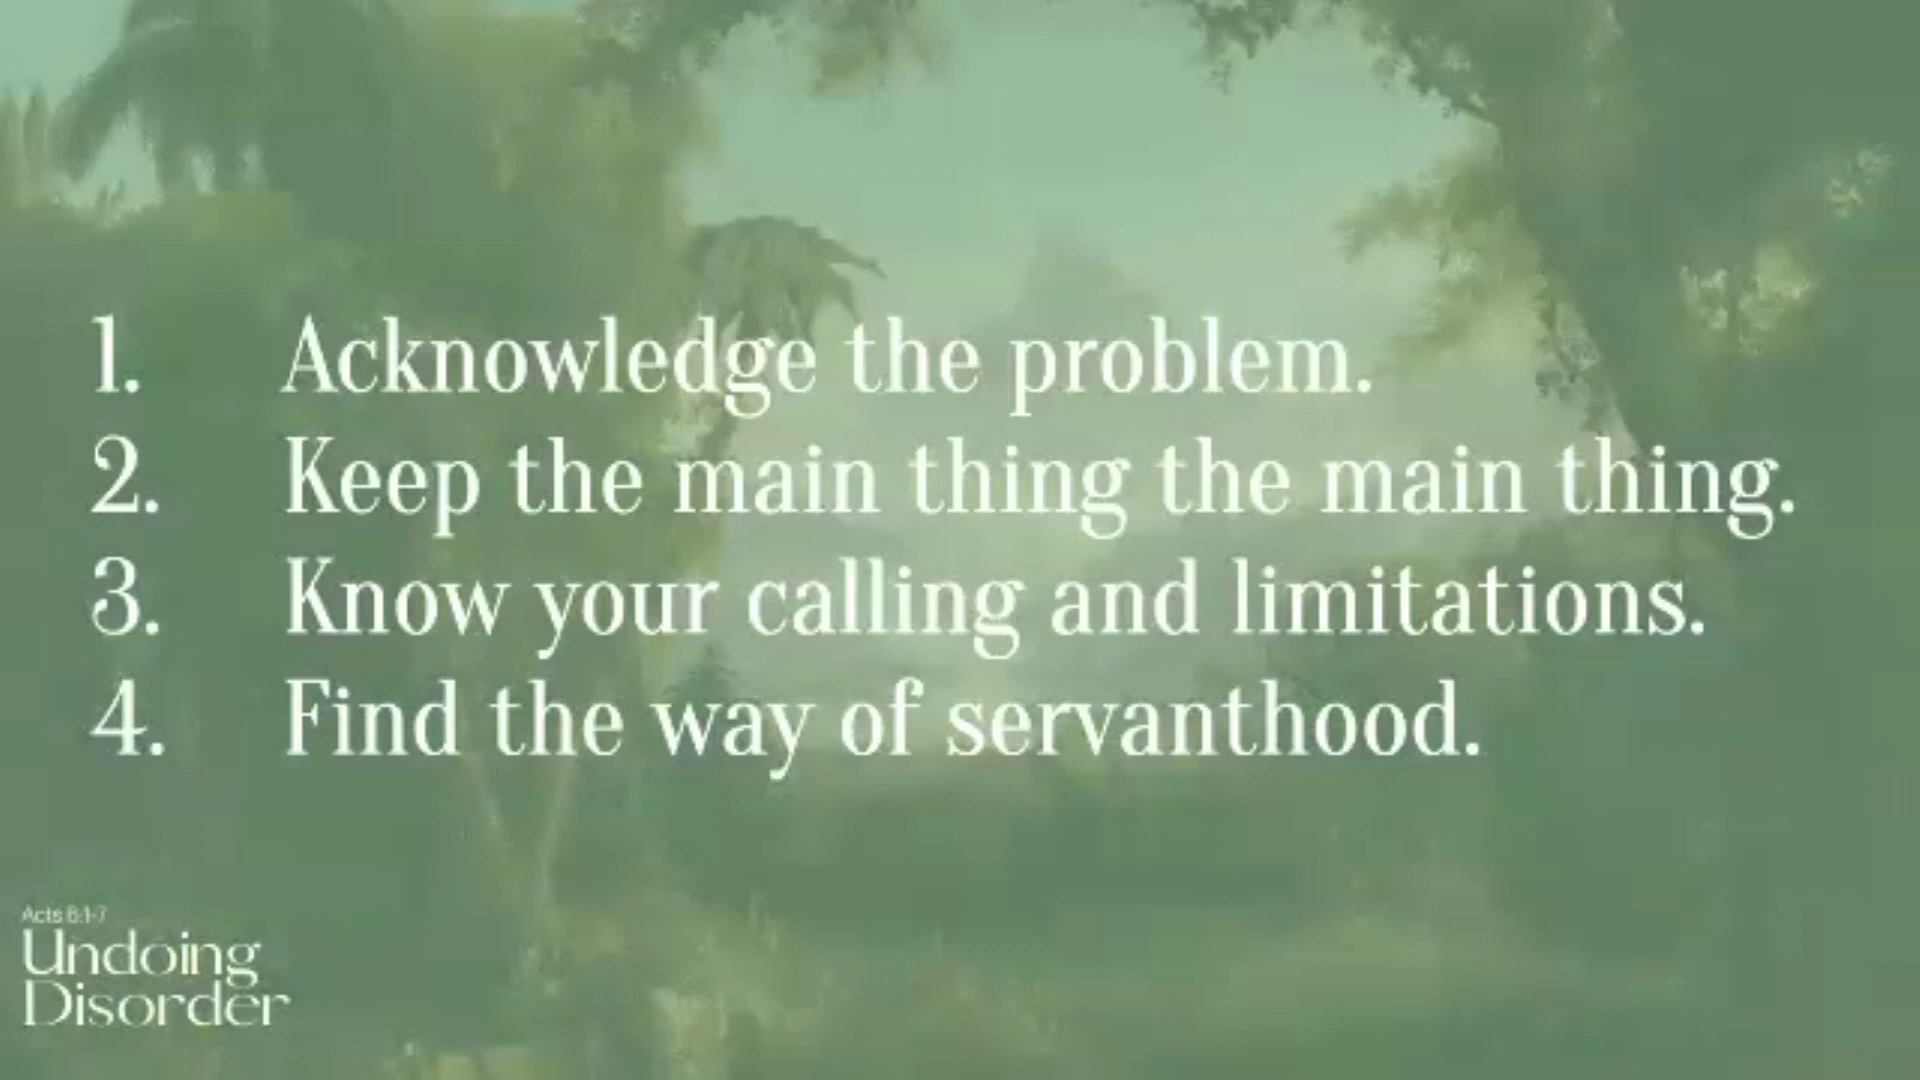 1. Acknowledge the problem.
2. Keep the main thing the main thing.
3. Know your calling and limitations.
4. Find the way of servanthood.
Acts 6:1-7
Undoing
Disorder